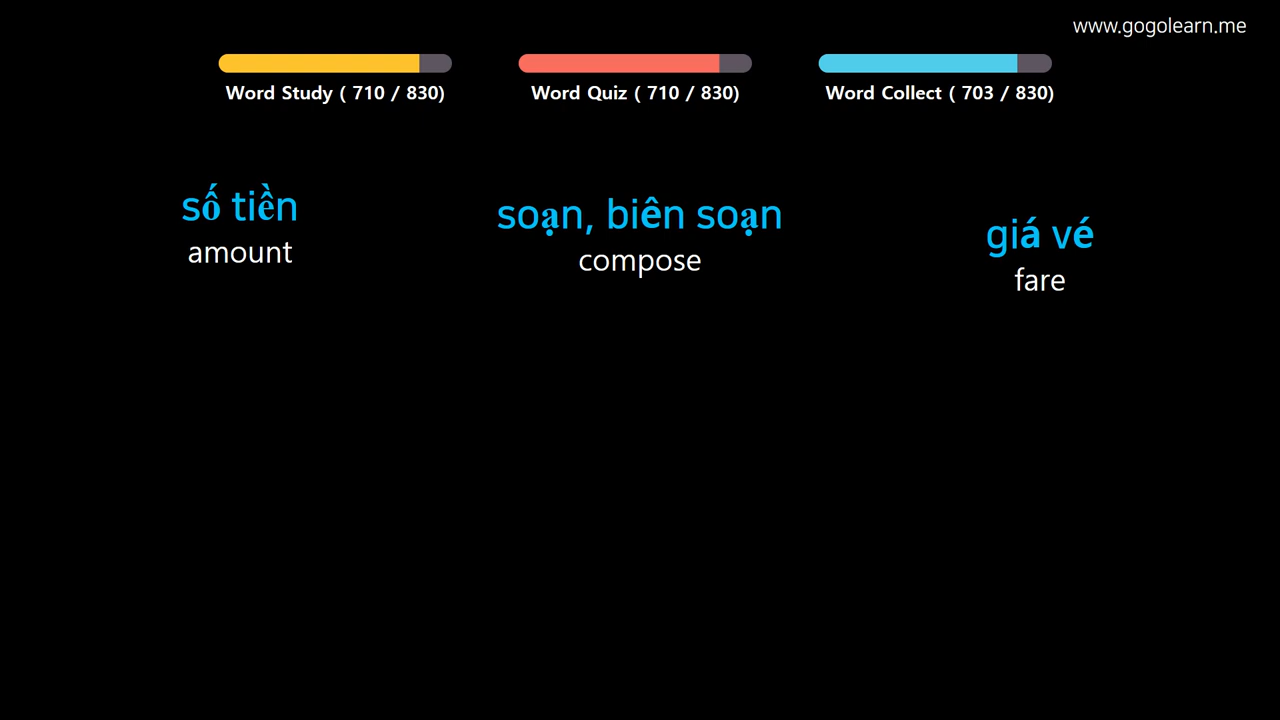 www.gogolearn.me
Word Study ( 710 / 830)
Word Quiz ( 710 / 830)
Word Collect ( 703 / 830)
số tiền
amount
soạn, biên soạn
compose
giá vé
fare